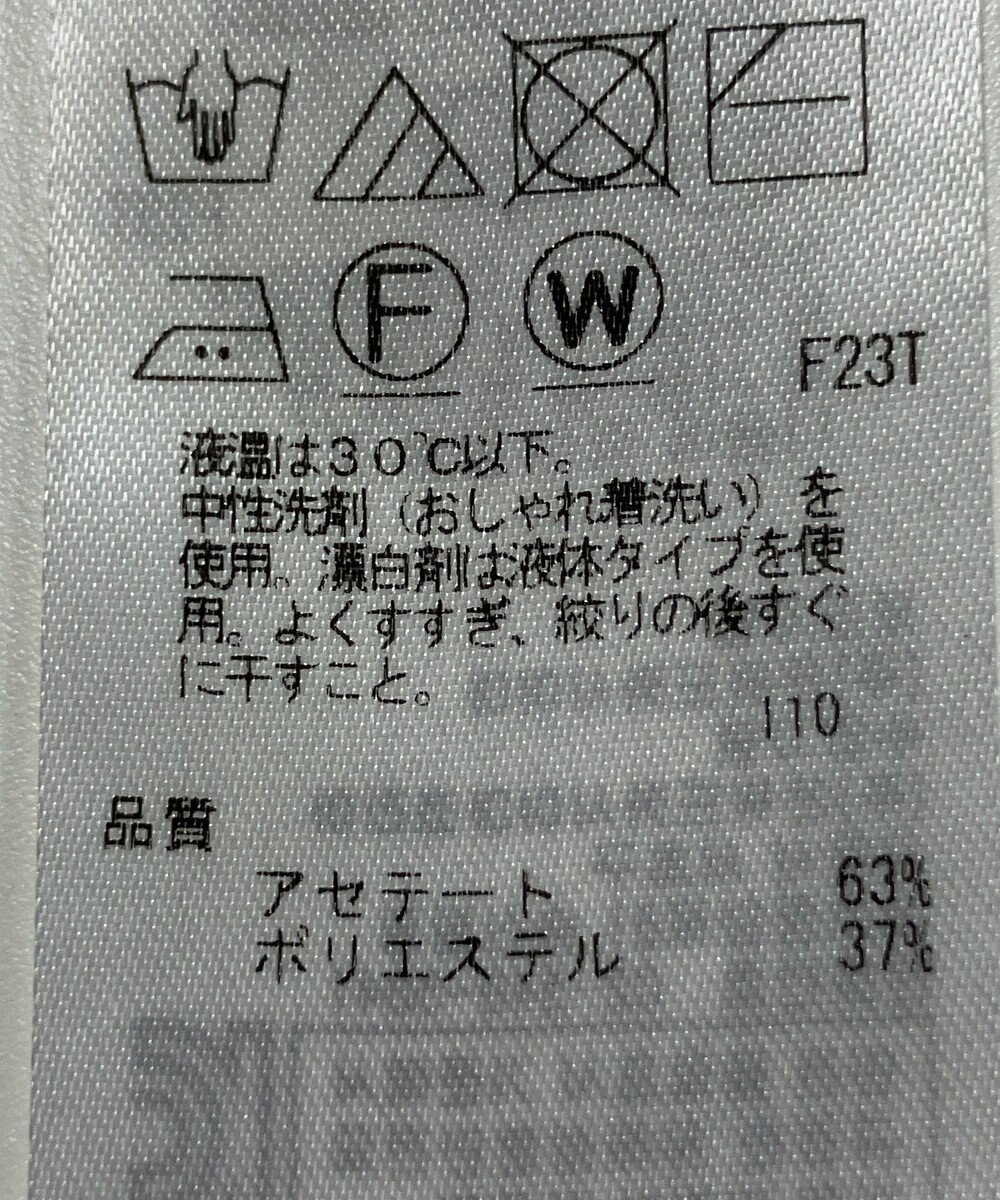 F
W
F23T
液温は30℃以下。
中性洗剤（おしゃれ着洗い）を
使用。漂白剤は液体タイプを使
用。よくすすぎ、絞りの後すぐ
に干すこと。
110
品質
アセテート 63%
ポリエステル 37%